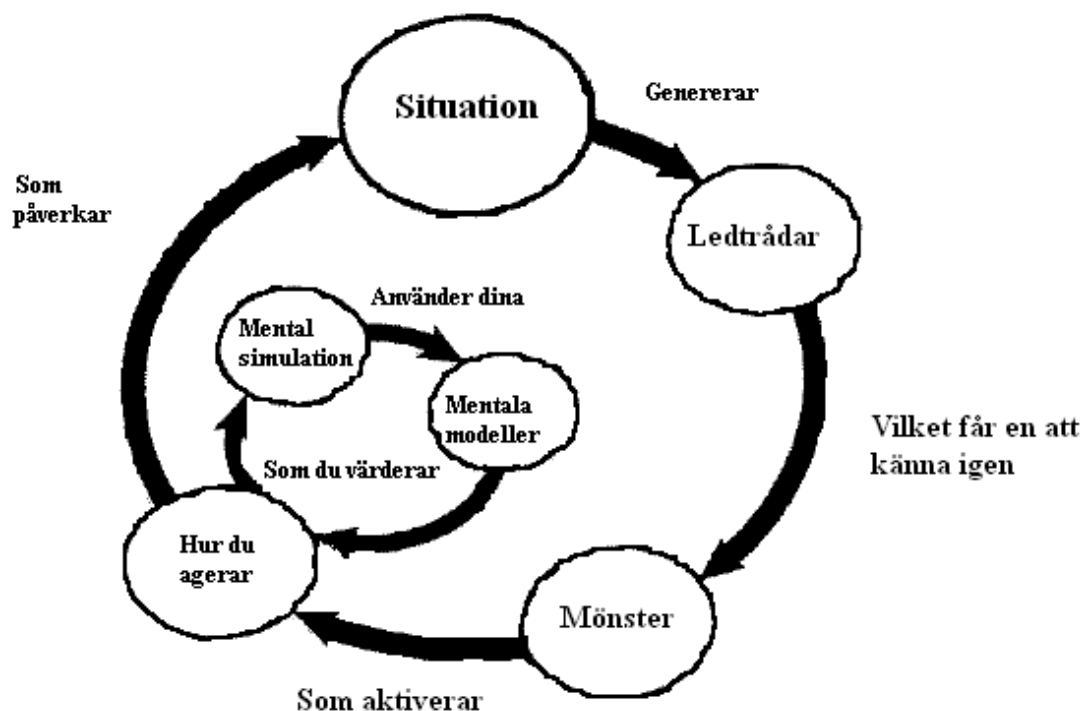 Situation
Genererar
Ledtrådar
Vilket får en att
känna igen
Mönster
Som aktiverar
Hur du
agerar
Som du värderar
Mental
simulation
Använder dina
Mentala
modeller
Som
påverkar